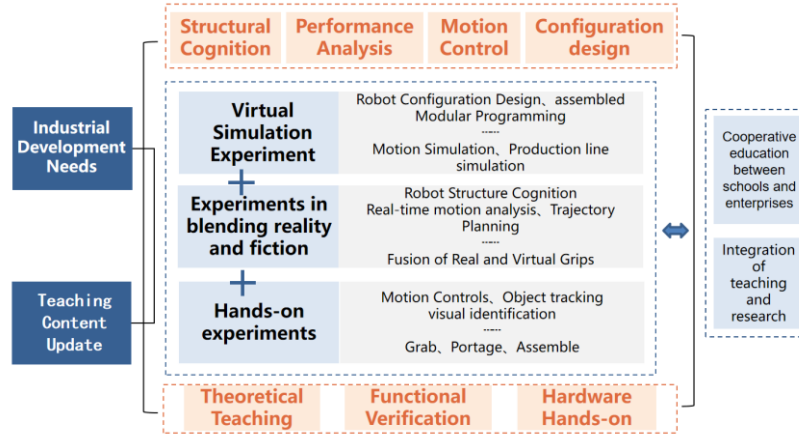 Structural
Cognition
Performance
Analysis
Motion
Control
Configuration
design
Industrial
Development
Needs
Teaching
Content
Update
Virtual
Simulation
Experiment
Robot Configuration Design、assembled
Modular Programming
......
Motion Simulation、Production line
simulation
+
Experiments in
blending reality
and fiction
Robot Structure Cognition
Real-time motion analysis、Trajectory
Planning
......
Fusion of Real and Virtual Grips
+
Hands-on
experiments
Motion Controls、Object tracking
visual identification
......
Grab、Portage、Assemble
Cooperative
education
between
schools and
enterprises
Integration
of
teaching
and
research
Theoretical
Teaching
Functional
Verification
Hardware
Hands-on